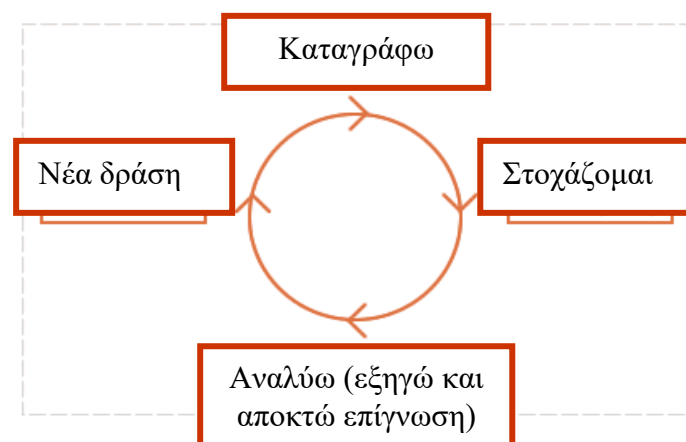 Καταγράφω
Νέα δράση
Στοχάζομαι
Αναλύω (εξηγώ και
αποκτώ επίγνωση)